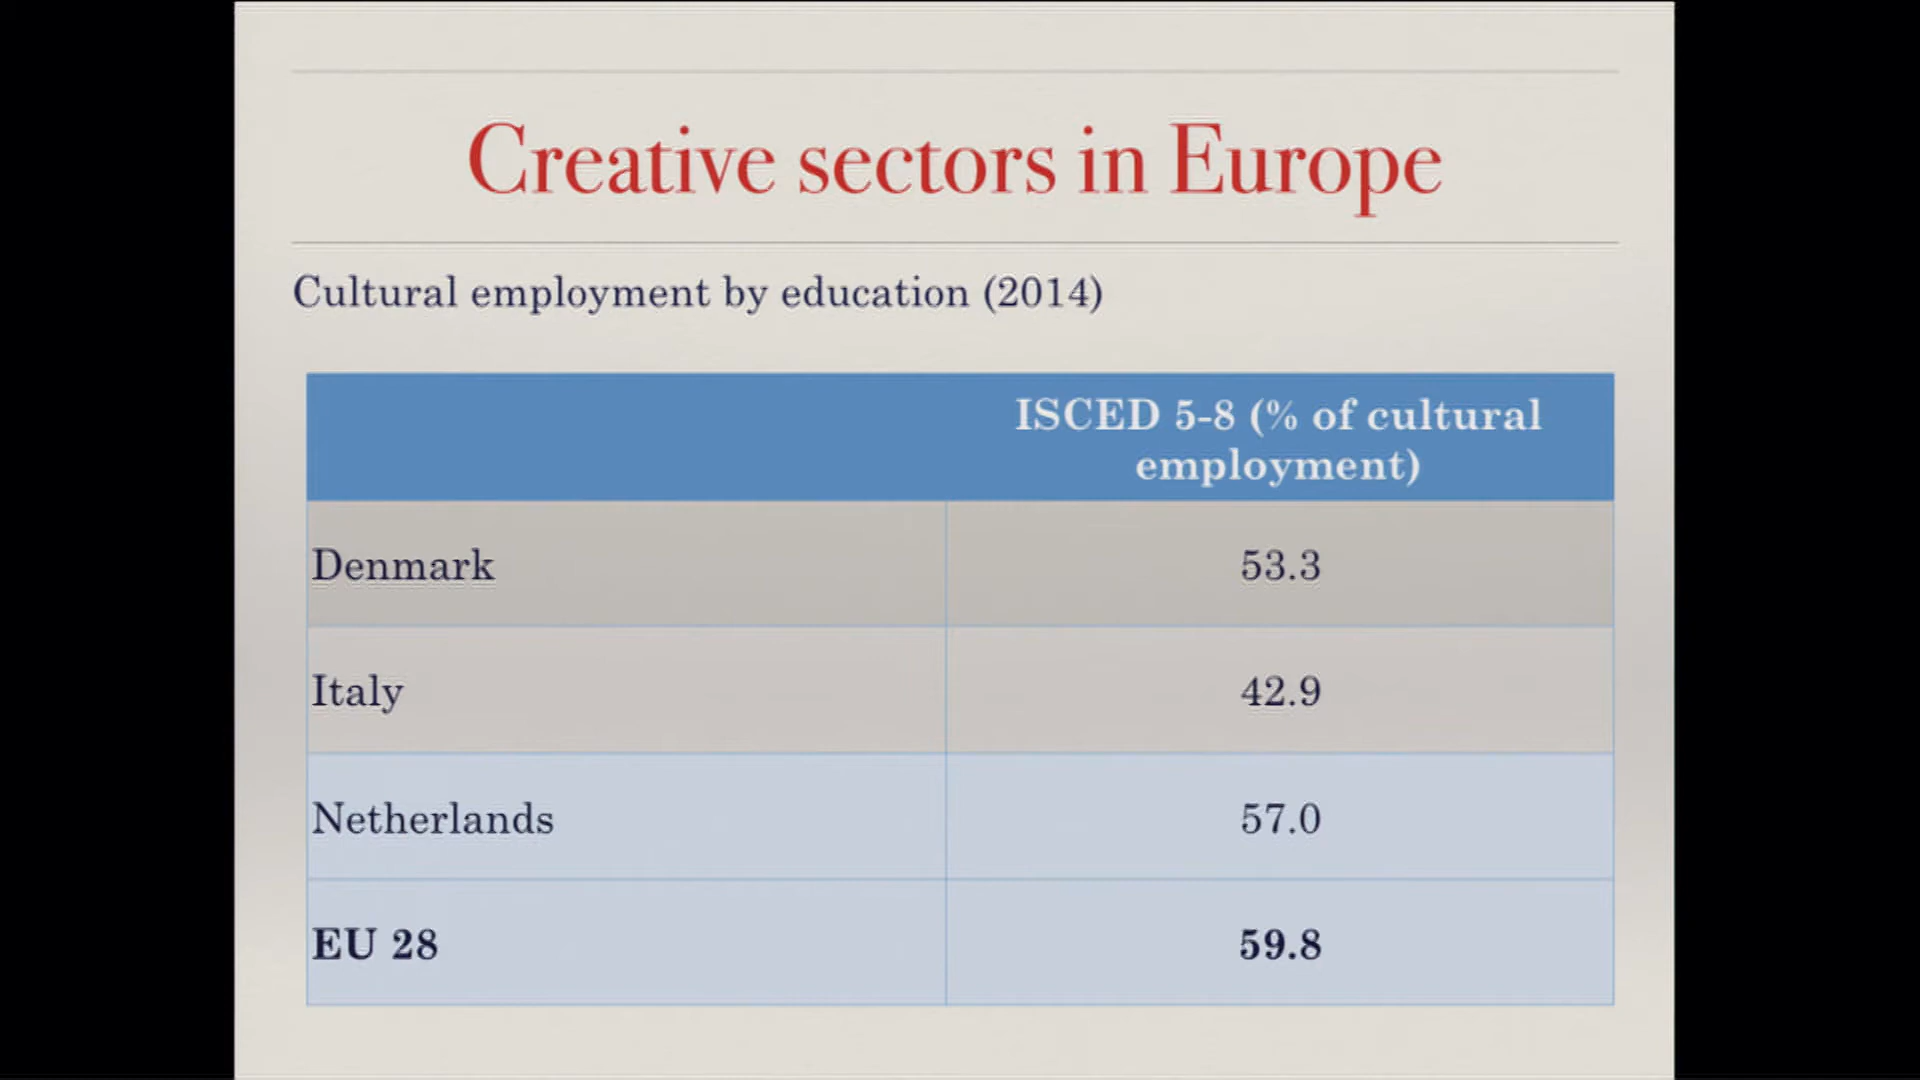 Creative sectors in Europe
Cultural employment by education (2014)
ISCED 5-8 (% of cultural
employment)
Denmark 53.3
Italy 42.9
Netherlands 57.0
EU 28 59.8